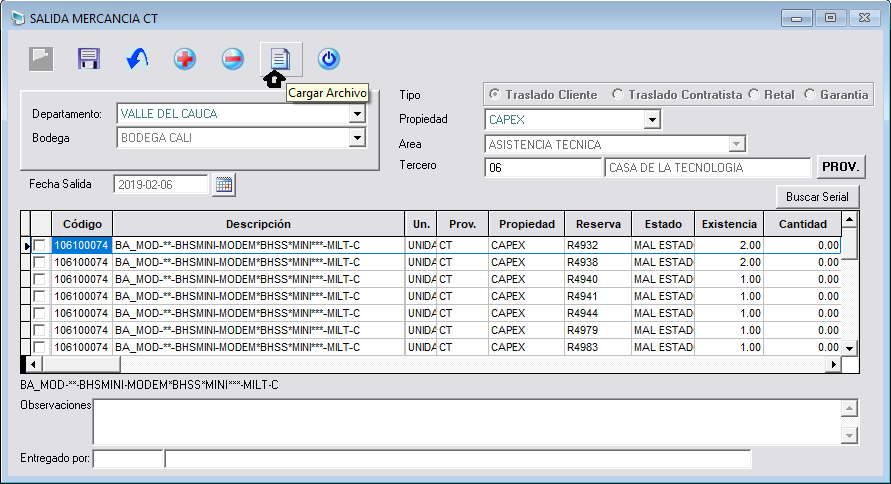 SALIDA MERCANCIA CT
Cargar Archivo
Departamento: VALLE DEL CAUCA
Bodega BODEGA CALI
Fecha Salida 2019-02-06
Tipo Traslado Cliente Traslado Contratista Retal Garantia
Propiedad CAPEX
Area ASISTENCIA TECNICA
Tercero 06 CASA DE LA TECNOLOGIA PROV.
Buscar Serial
Código Descripción Un. Prov. Propiedad Reserva Estado Existencia Cantidad
106100074 BA_MOD-**-BHSMINI-MODEM*BHSS*MINI***-MILT-C UNIDA CT CAPEX R4932 MAL ESTAD 2.00 0.00
106100074 BA_MOD-**-BHSMINI-MODEM*BHSS*MINI***-MILT-C UNIDA CT CAPEX R4938 MAL ESTAD 2.00 0.00
106100074 BA_MOD-**-BHSMINI-MODEM*BHSS*MINI***-MILT-C UNIDA CT CAPEX R4940 MAL ESTAD 1.00 0.00
106100074 BA_MOD-**-BHSMINI-MODEM*BHSS*MINI***-MILT-C UNIDA CT CAPEX R4941 MAL ESTAD 1.00 0.00
106100074 BA_MOD-**-BHSMINI-MODEM*BHSS*MINI***-MILT-C UNIDA CT CAPEX R4944 MAL ESTAD 1.00 0.00
106100074 BA_MOD-**-BHSMINI-MODEM*BHSS*MINI***-MILT-C UNIDA CT CAPEX R4979 MAL ESTAD 1.00 0.00
106100074 BA_MOD-**-BHSMINI-MODEM*BHSS*MINI***-MILT-C UNIDA CT CAPEX R4983 MAL ESTAD 1.00 0.00
BA_MOD-**-BHSMINI-MODEM*BHSS*MINI***-MILT-C
Observaciones
Entregado por: